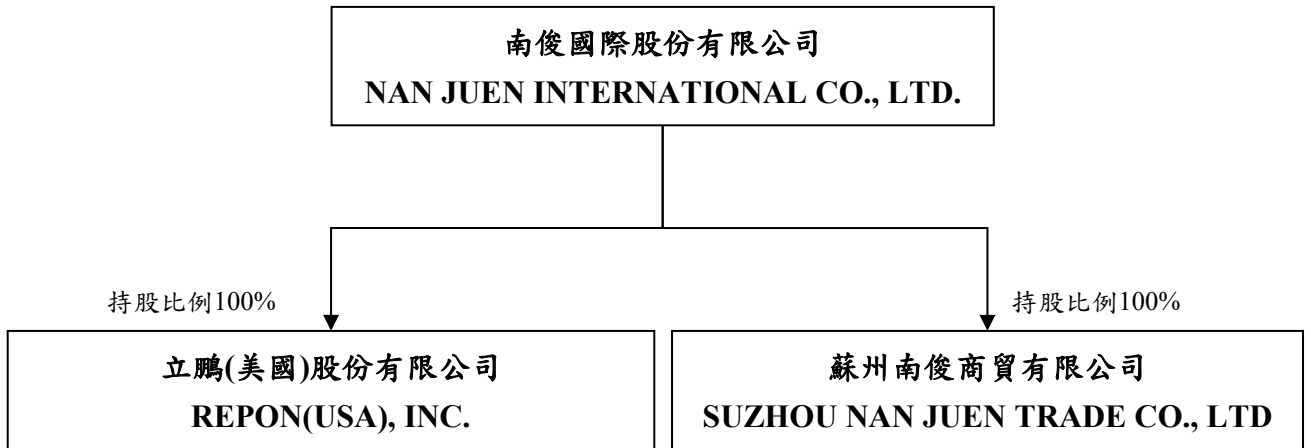 南俊國際股份有限公司
NAN JUEN INTERNATIONAL CO., LTD.
持股比例100%
持股比例100%
立鵬(美國)股份有限公司
REPON(USA), INC.
蘇州南俊商貿有限公司
SUZHOU NAN JUEN TRADE CO., LTD